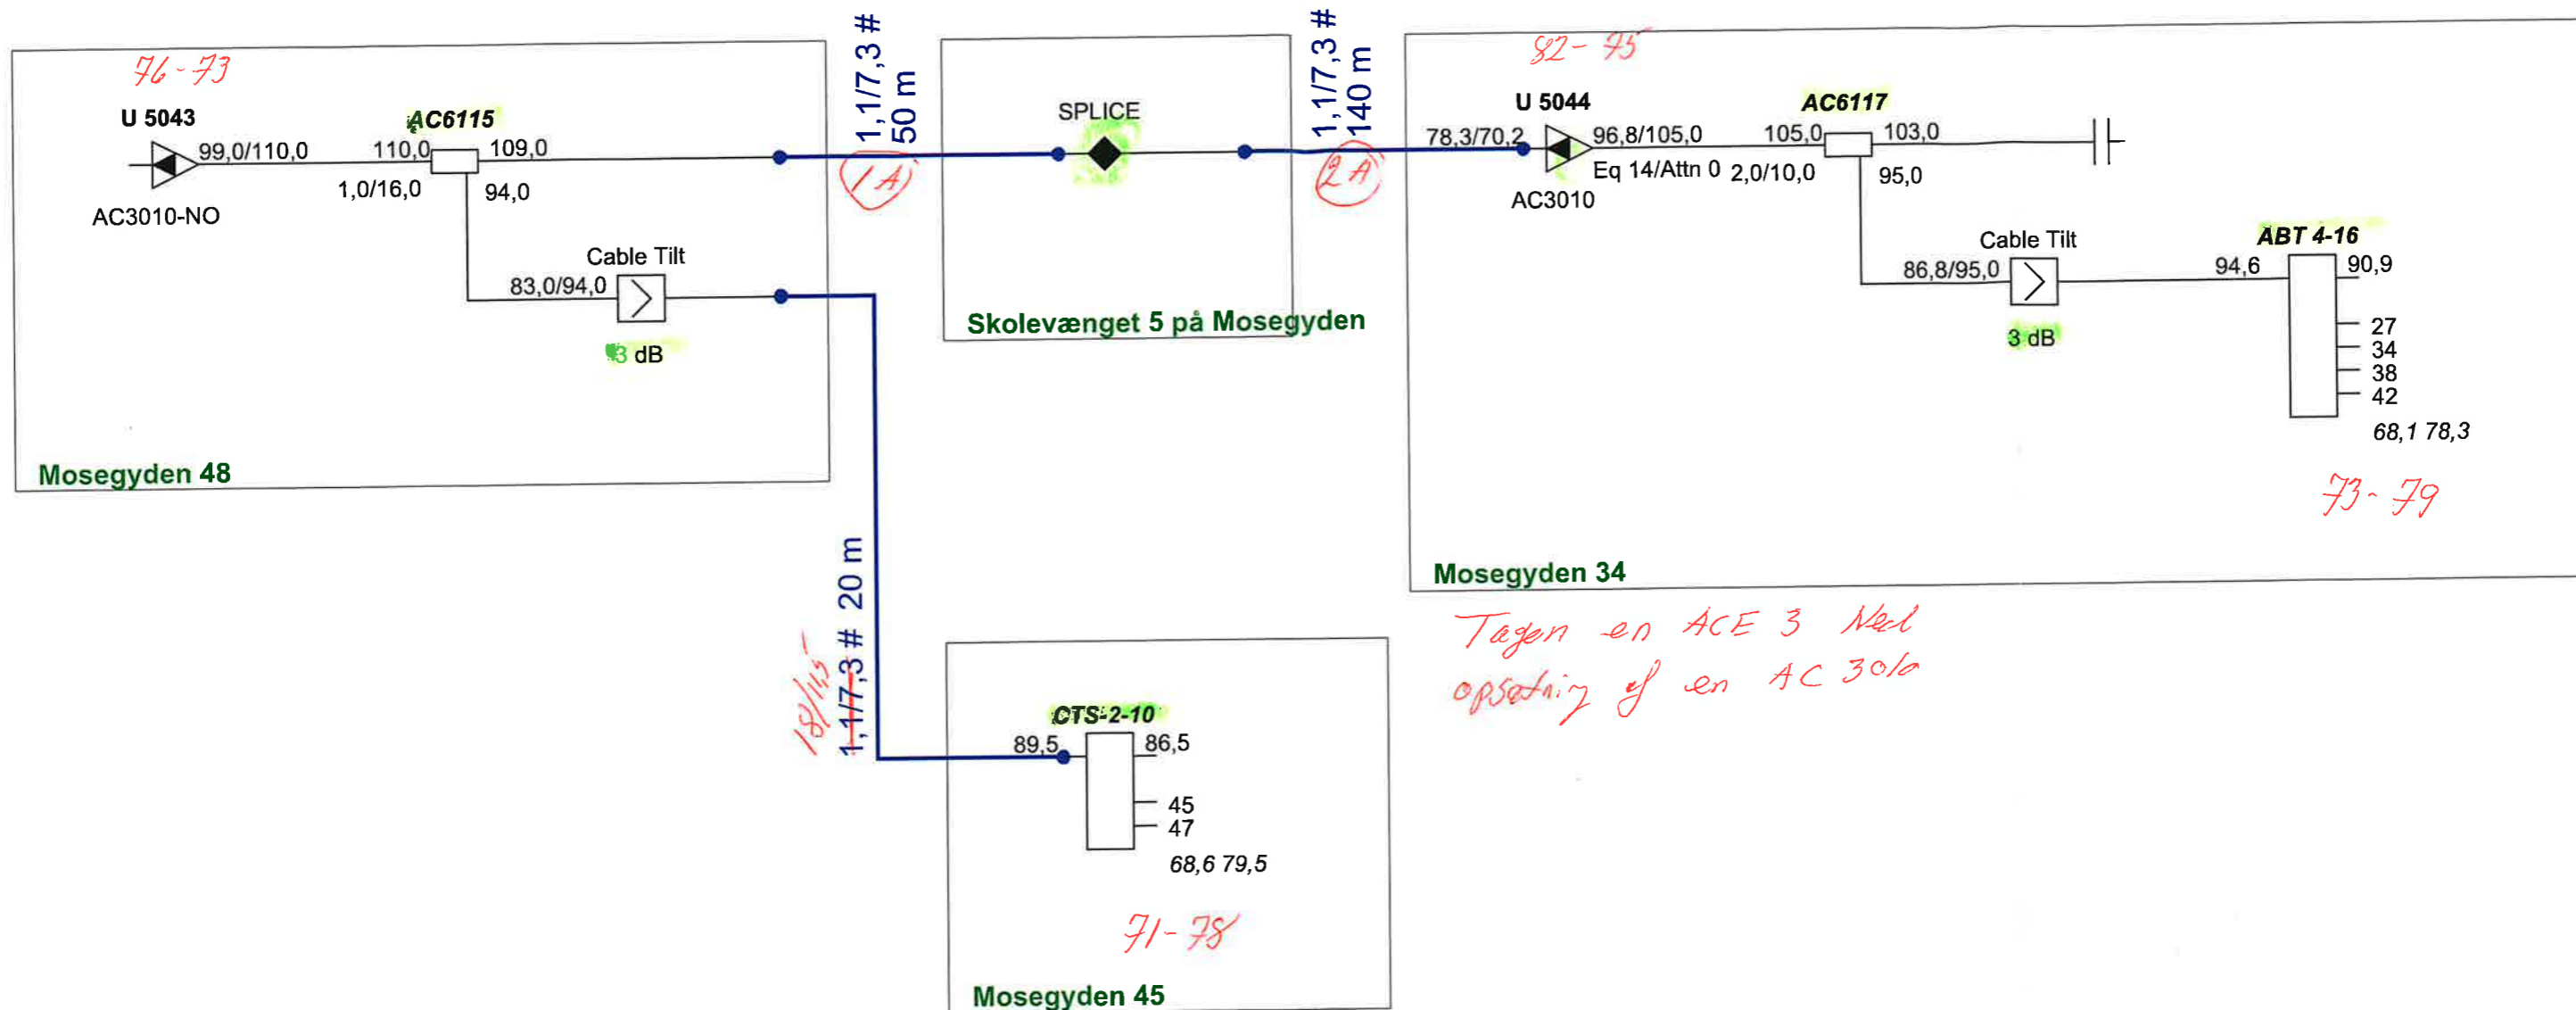 76-73
U 5043
99,0/110,0
AC3010-NO
AC6115
110,0
109,0
1,0/16,0
94,0
Cable Tilt
83,0/94,0
3 dB
Mosegyden 48
1,1/7,3 #
50 m
1A
SPLICE
Skolevænget 5 på Mosegyden
1,1/7,3 #
140 m
2A
82-75
U 5044
78,3/70,2
96,8/105,0
Eq 14/Attn 0
AC3010
AC6117
105,0
103,0
2,0/10,0
95,0
Cable Tilt
86,8/95,0
3 dB
ABT 4-16
94,6
90,9
27
34
38
42
68,1 78,3
73-79
Mosegyden 34
Tagen en ACE 3 Ned
opsætning af en AC 3010
1,1/7,3 # 20 m
CTS-2-10
89,5
86,5
45
47
68,6 79,5
71-78
Mosegyden 45